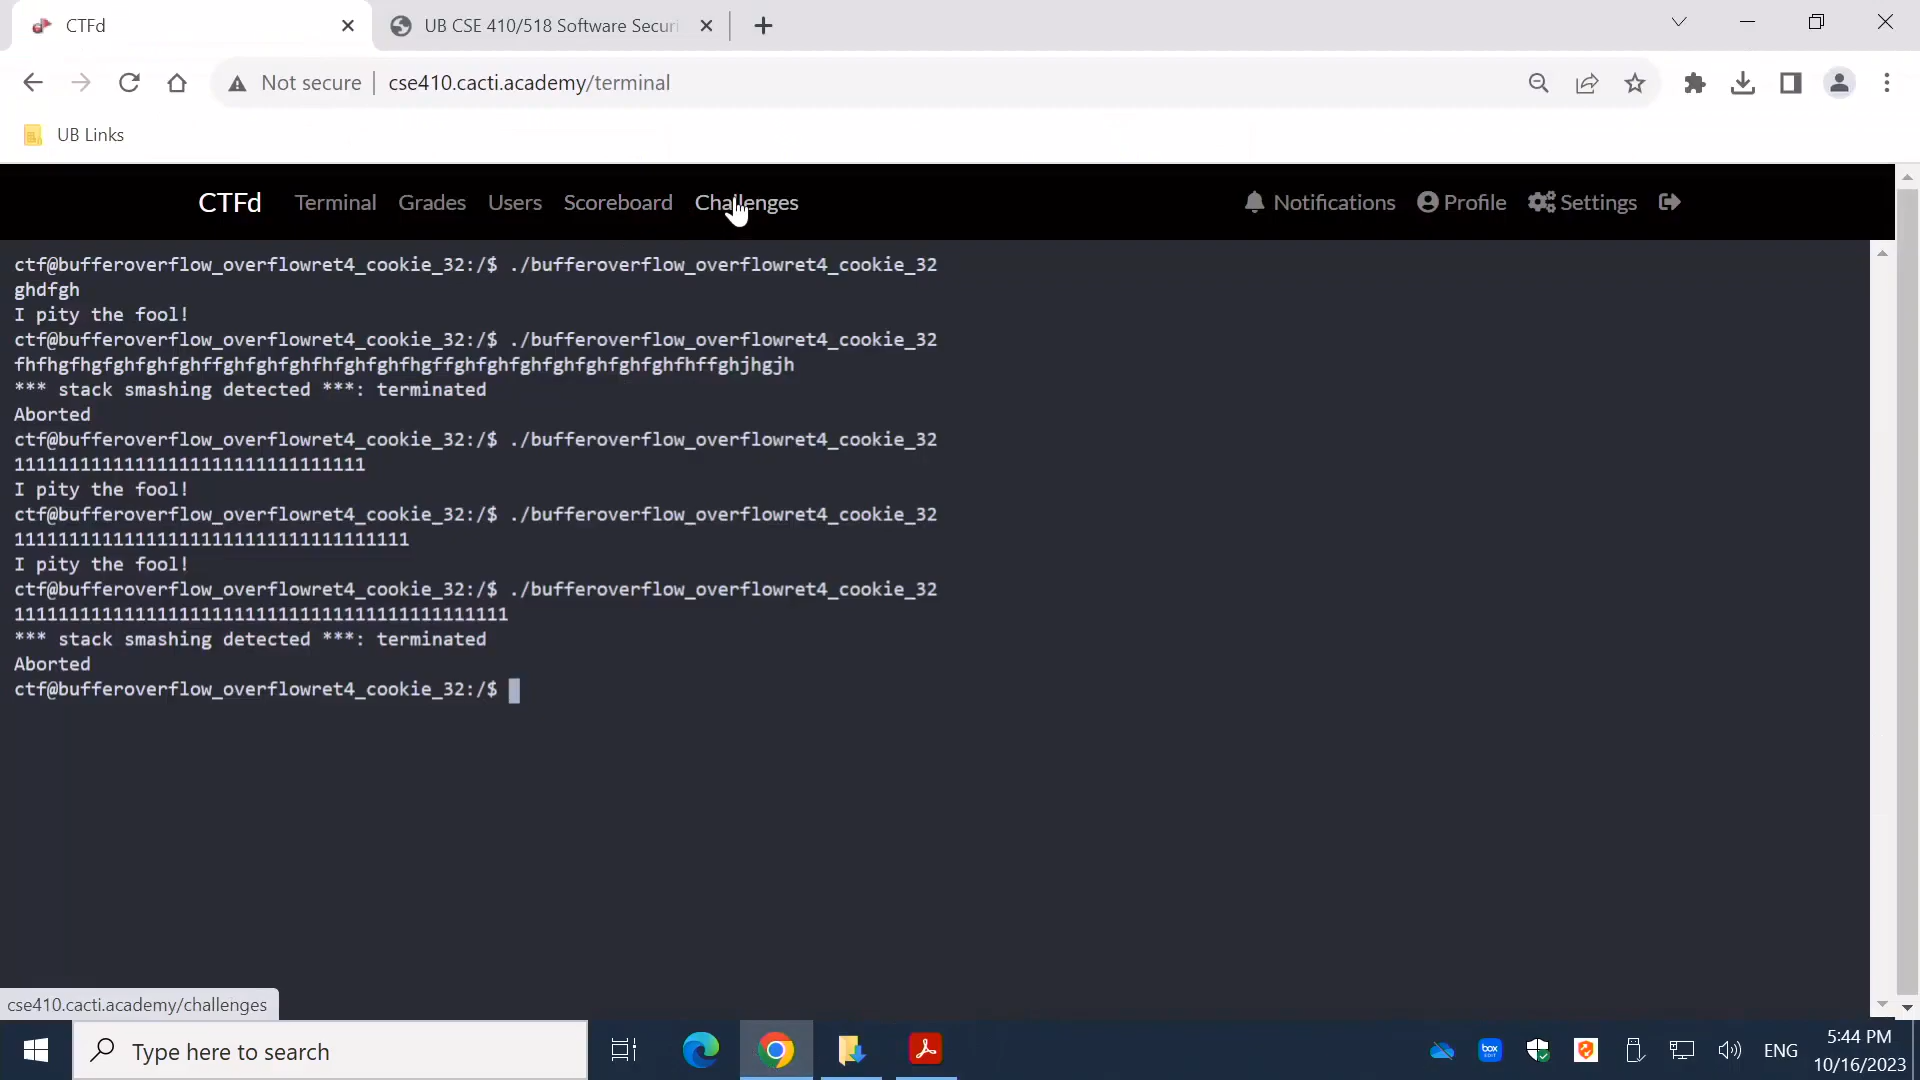 CTFd
UB CSE 410/518 Software Securi
Not secure
cse410.cacti.academy/terminal
UB Links
CTFd Terminal Grades Users Scoreboard Challenges Notifications Profile Settings
ctf@bufferoverflow_overflowret4_cookie_32:/$ ./bufferoverflow_overflowret4_cookie_32
ghdfgh
I pity the fool!
ctf@bufferoverflow_overflowret4_cookie_32:/$ ./bufferoverflow_overflowret4_cookie_32
fhfhgfhgfghfghfghffghfghfghfhfghfghfhgffghfghfghfghfghfghfghfhffghjhgjh
*** stack smashing detected ***: terminated
Aborted
ctf@bufferoverflow_overflowret4_cookie_32:/$ ./bufferoverflow_overflowret4_cookie_32
11111111111111111111111111111111
I pity the fool!
ctf@bufferoverflow_overflowret4_cookie_32:/$ ./bufferoverflow_overflowret4_cookie_32
111111111111111111111111111111111111
I pity the fool!
ctf@bufferoverflow_overflowret4_cookie_32:/$ ./bufferoverflow_overflowret4_cookie_32
111111111111111111111111111111111111111111111
*** stack smashing detected ***: terminated
Aborted
ctf@bufferoverflow_overflowret4_cookie_32:/$
cse410.cacti.academy/challenges
Type here to search
box
EDIT
ENG
5:44 PM
10/16/2023